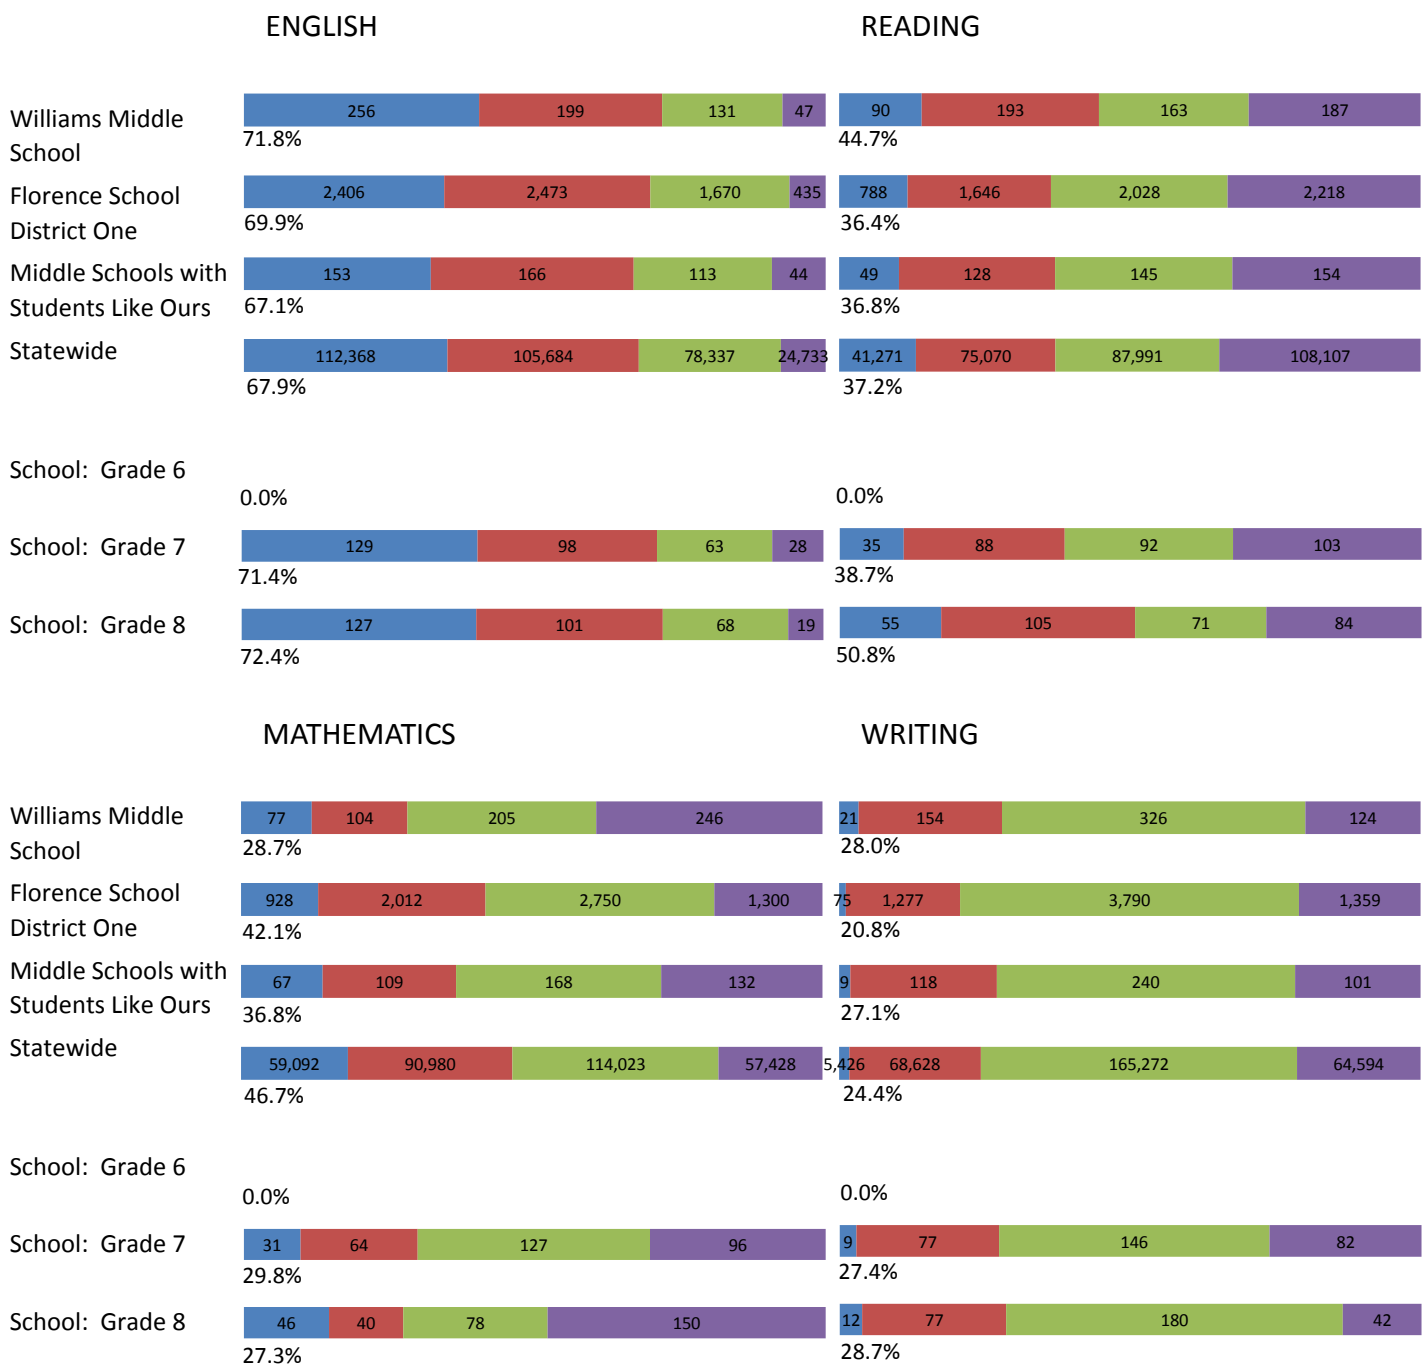 ENGLISH READING
Williams Middle School
256 199 131 47
71.8%
90 193 163 187
44.7%
Florence School District One
2,406 2,473 1,670 435
69.9%
788 1,646 2,028 2,218
36.4%
Middle Schools with Students Like Ours
153 166 113 44
67.1%
49 128 145 154
36.8%
Statewide
112,368 105,684 78,337 24,733
67.9%
41,271 75,070 87,991 108,107
37.2%
School: Grade 6
0.0% 0.0%
School: Grade 7
129 98 63 28
71.4%
35 88 92 103
38.7%
School: Grade 8
127 101 68 19
72.4%
55 105 71 84
50.8%
MATHEMATICS WRITING
Williams Middle School
77 104 205 246
28.7%
21 154 326 124
28.0%
Florence School District One
928 2,012 2,750 1,300
42.1%
75 1,277 3,790 1,359
20.8%
Middle Schools with Students Like Ours
67 109 168 132
36.8%
9 118 240 101
27.1%
Statewide
59,092 90,980 114,023 57,428
46.7%
5,426 68,628 165,272 64,594
24.4%
School: Grade 6
0.0% 0.0%
School: Grade 7
31 64 127 96
29.8%
9 77 146 82
27.4%
School: Grade 8
46 40 78 150
27.3%
12 77 180 42
28.7%